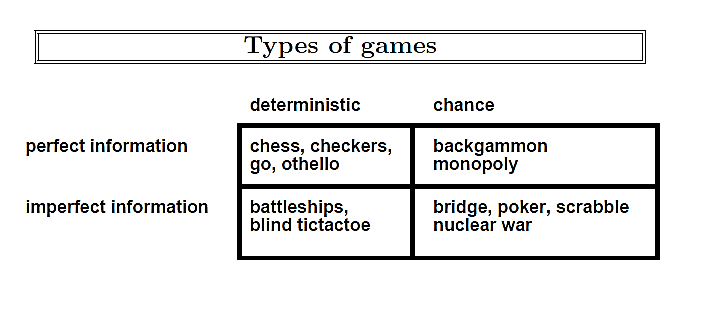 Types of games
deterministic chance
perfect information chess, checkers, backgammon
go, othello monopoly
imperfect information battleships, bridge, poker, scrabble
blind tictactoe nuclear war